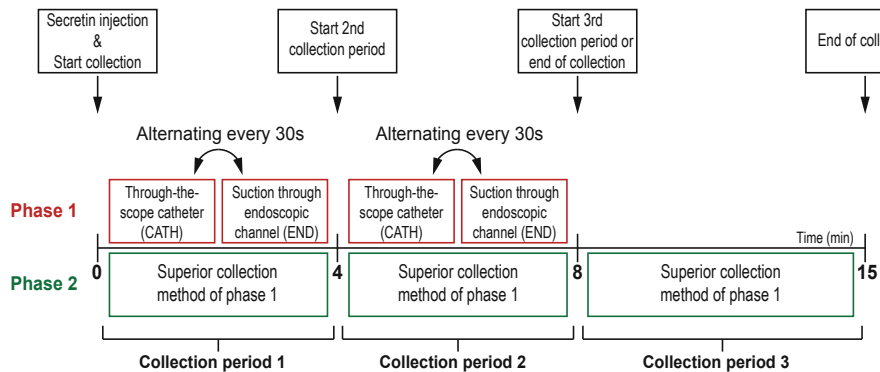 Secretin injection
&
Start collection
Start 2nd
collection period
Start 3rd
collection period or
end of collection
End of coll
Alternating every 30s
Alternating every 30s
Phase 1
Through-the-
scope catheter
(CATH)
Suction through
endoscopic
channel (END)
Through-the-
scope catheter
(CATH)
Suction through
endoscopic
channel (END)
Time (min)
0
4
8
15
Phase 2
Superior collection
method of phase 1
Superior collection
method of phase 1
Superior collection
method of phase 1
Collection period 1
Collection period 2
Collection period 3